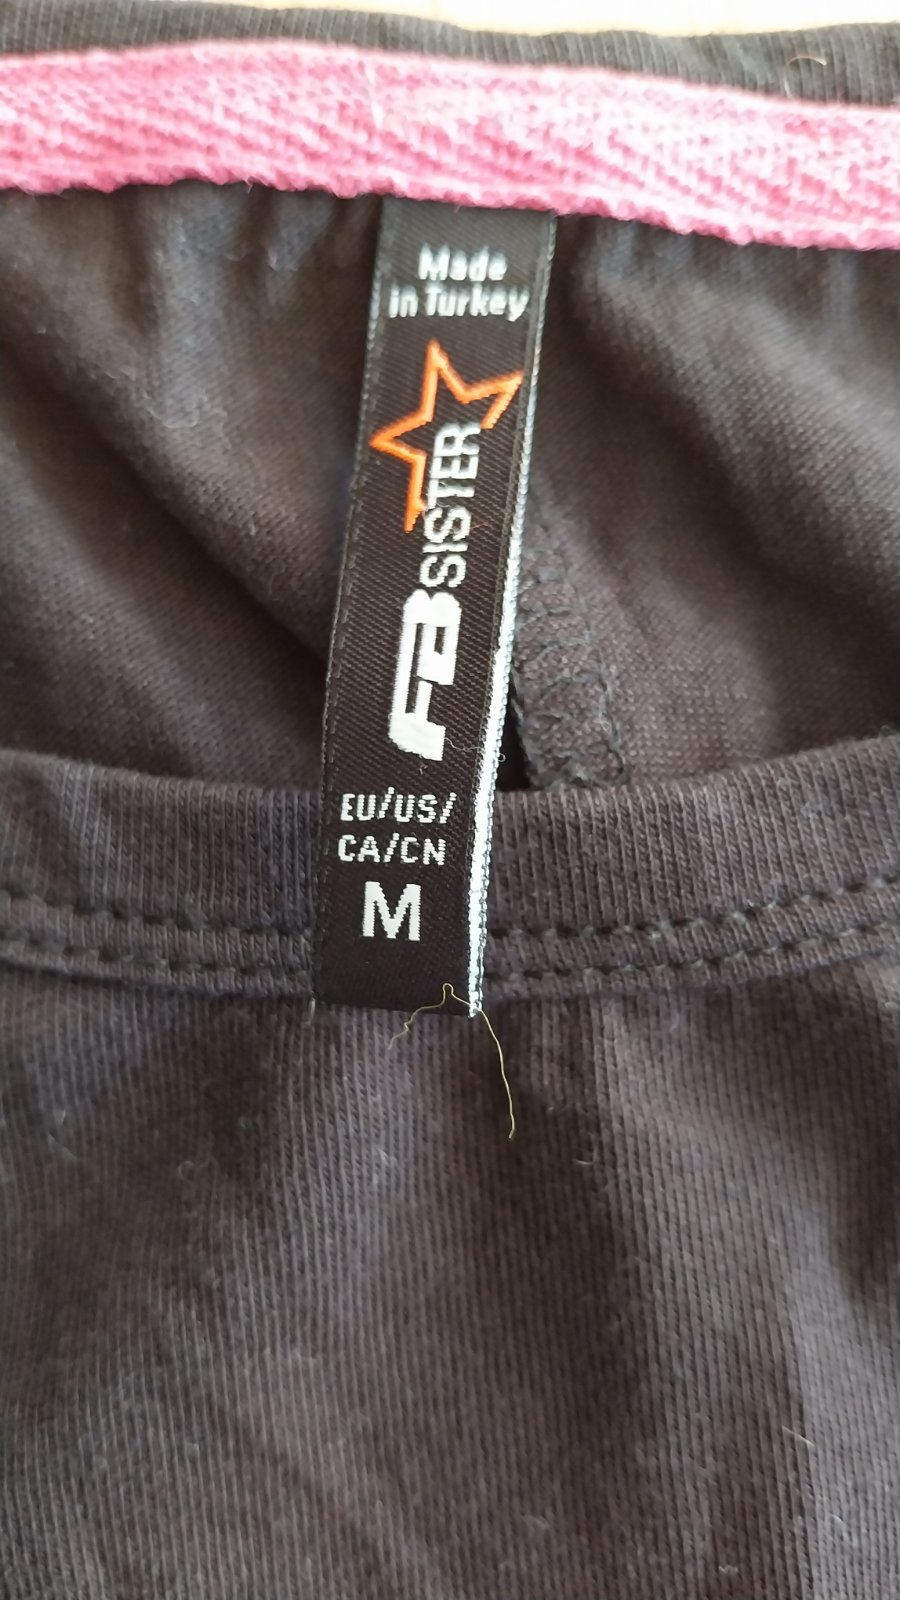 Made
in Turkey
FB SISTER
EU/US/
CA/CN
M